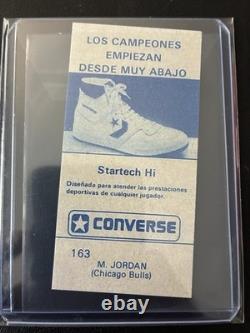 LOS CAMPEONES
EMPIEZAN
DESDE MUY ABAJO
Startech Hi
Diseñada para atender las prestaciones
deportivas de cualquier jugador.
CONVERSE
163
M. JORDAN
(Chicago Bulls)